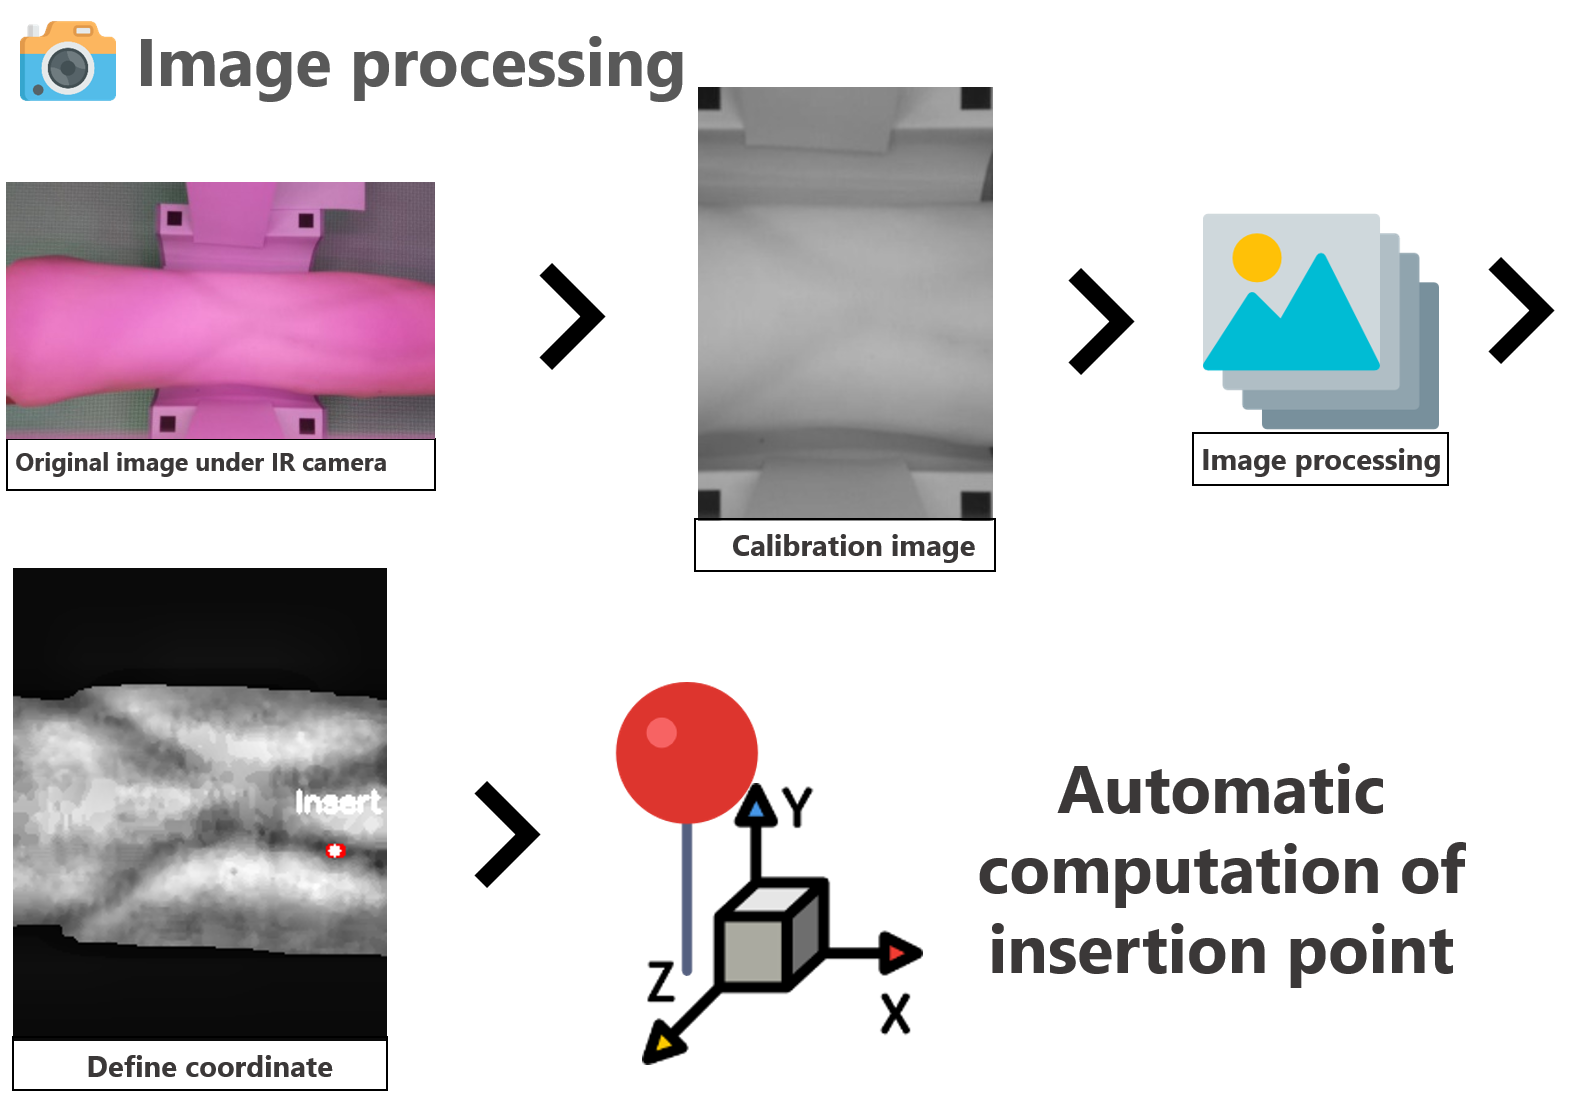 Image processing
Original image under IR camera
Calibration image
Image processing
Insert
Define coordinate
Y
Z
X
Automatic
computation of
insertion point